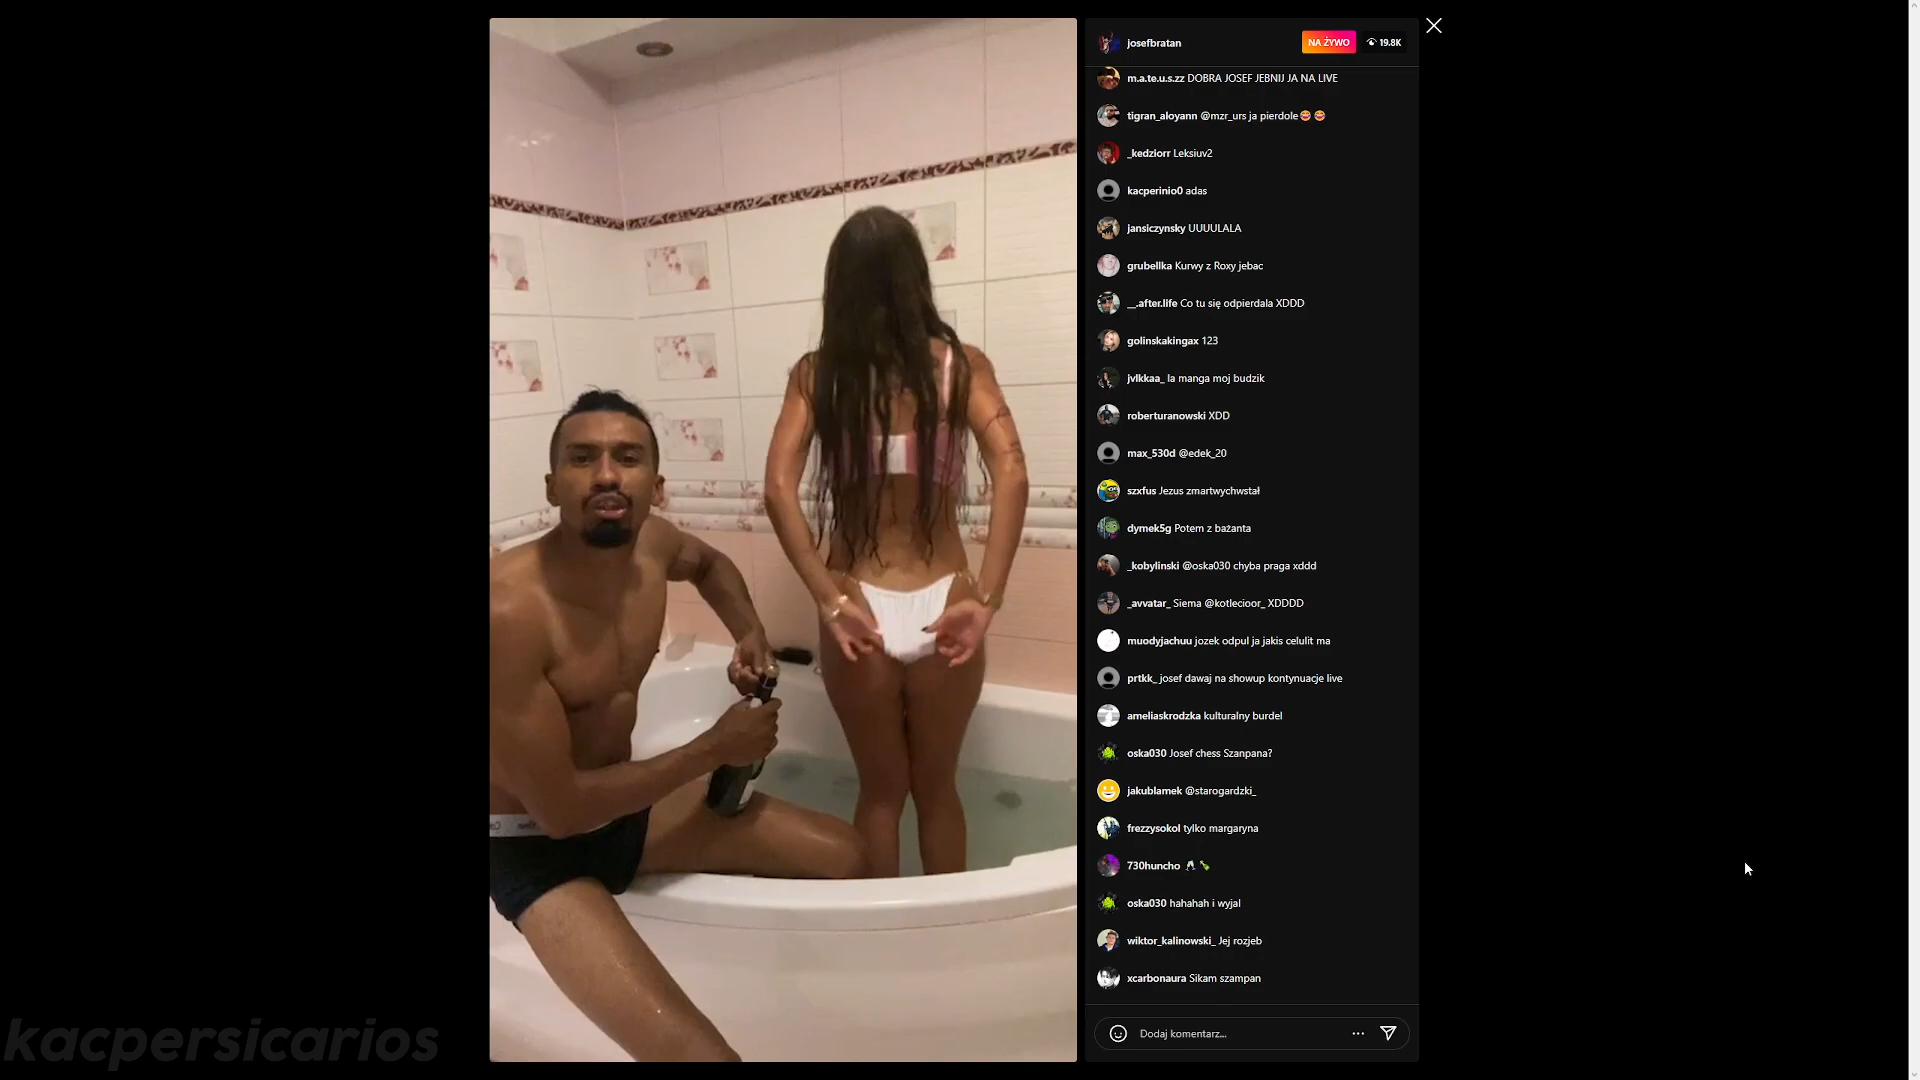 josefbratan
NA ŻYWO
19.8K
m.a.te.u.s.zz DOBRA JOSEF JEBNIJ JA NA LIVE
tigran_aloyann @mzr_urs ja pierdole
_kedziorr Leksiuv2
kacperinio0 adas
jansiczynsky UUUULALA
grubellka Kurwy z Roxy jebac
__.after.life Co tu się odpierdala XDDD
golinskakingax 123
jvlkkaa_ la manga moj budzik
roberturanowski XDD
max_530d @edek_20
szxfus Jezus zmartwychwstał
dymek5g Potem z bażanta
_kobylinski @oska030 chyba praga xddd
_avvatar_ Siema @kotlecioor_ XDDDD
muodyjachuu jozek odpul ja jakis celulit ma
prtkk_ josef dawaj na showup kontynuacje live
ameliaskrodzka kulturalny burdel
oska030 Josef chess Szanpana?
jakublamek @starogardzki_
frezzysokol tylko margaryna
730huncho
oska030 hahahah i wyjal
wiktor_kalinowski_ Jej rozjeb
xcarbonaura Sikam szampan
Dodaj komentarz...
kacpersicarios